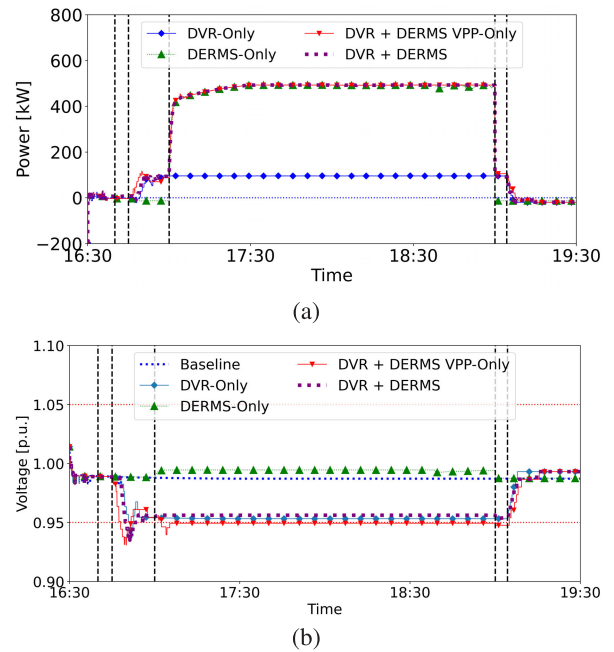 800
600
400
200
0
−200
Power [kW]
DVR-Only
DERMS-Only
DVR + DERMS VPP-Only
DVR + DERMS
16:30 17:30 18:30 19:30
Time
(a)
1.10
1.05
1.00
0.95
0.90
Voltage [p.u.]
Baseline
DVR-Only
DERMS-Only
DVR + DERMS VPP-Only
DVR + DERMS
16:30 17:30 18:30 19:30
Time
(b)